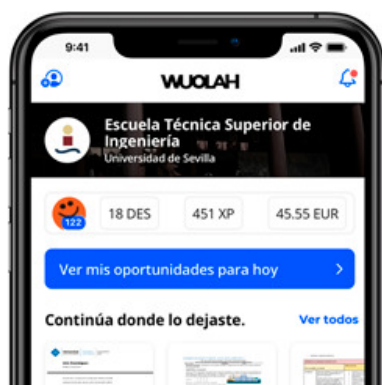 9:41
WUOLAH
Escuela Técnica Superior de
Ingeniería
Universidad de Sevilla
122
18 DES
451 XP
45.55 EUR
Ver mis oportunidades para hoy
Continúa donde lo dejaste.
Ver todos